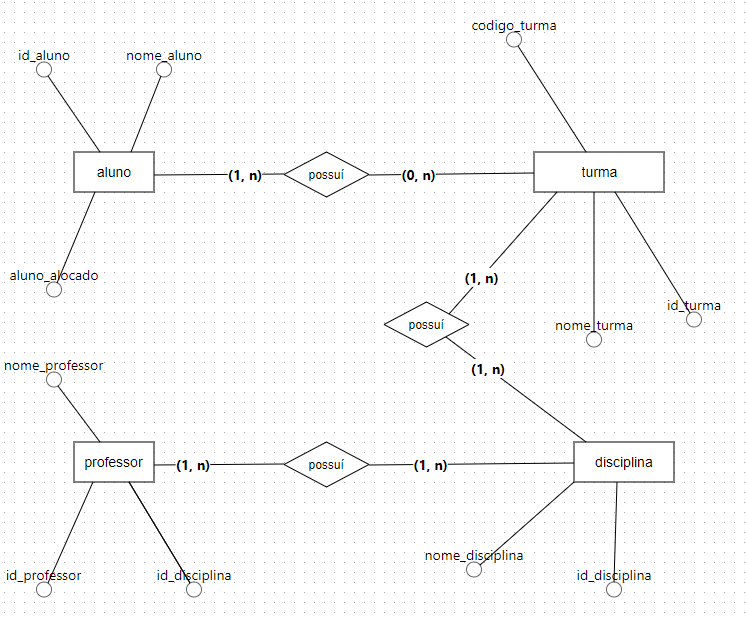 codigo_turma
id_aluno
nome_aluno
aluno
(1, n)
possuí
(0, n)
turma
aluno_alocado
(1, n)
possuí
nome_turma
id_turma
(1, n)
nome_professor
professor
(1, n)
possuí
(1, n)
disciplina
nome_disciplina
id_professor
id_disciplina
id_disciplina